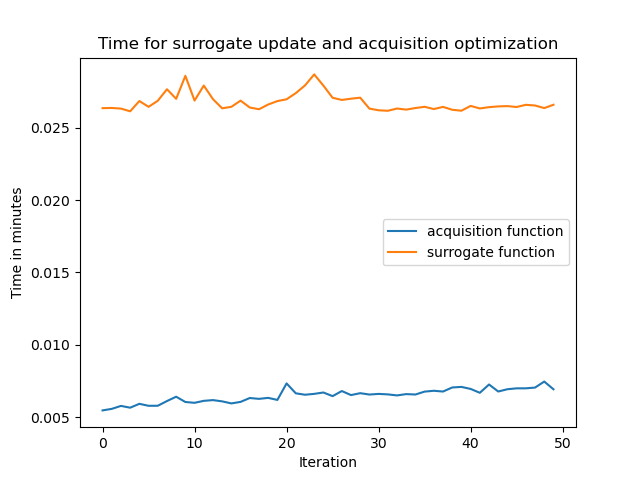 Time for surrogate update and acquisition optimization
Time in minutes
0.025
0.020
0.015
0.010
0.005
acquisition function
surrogate function
0 10 20 30 40 50
Iteration